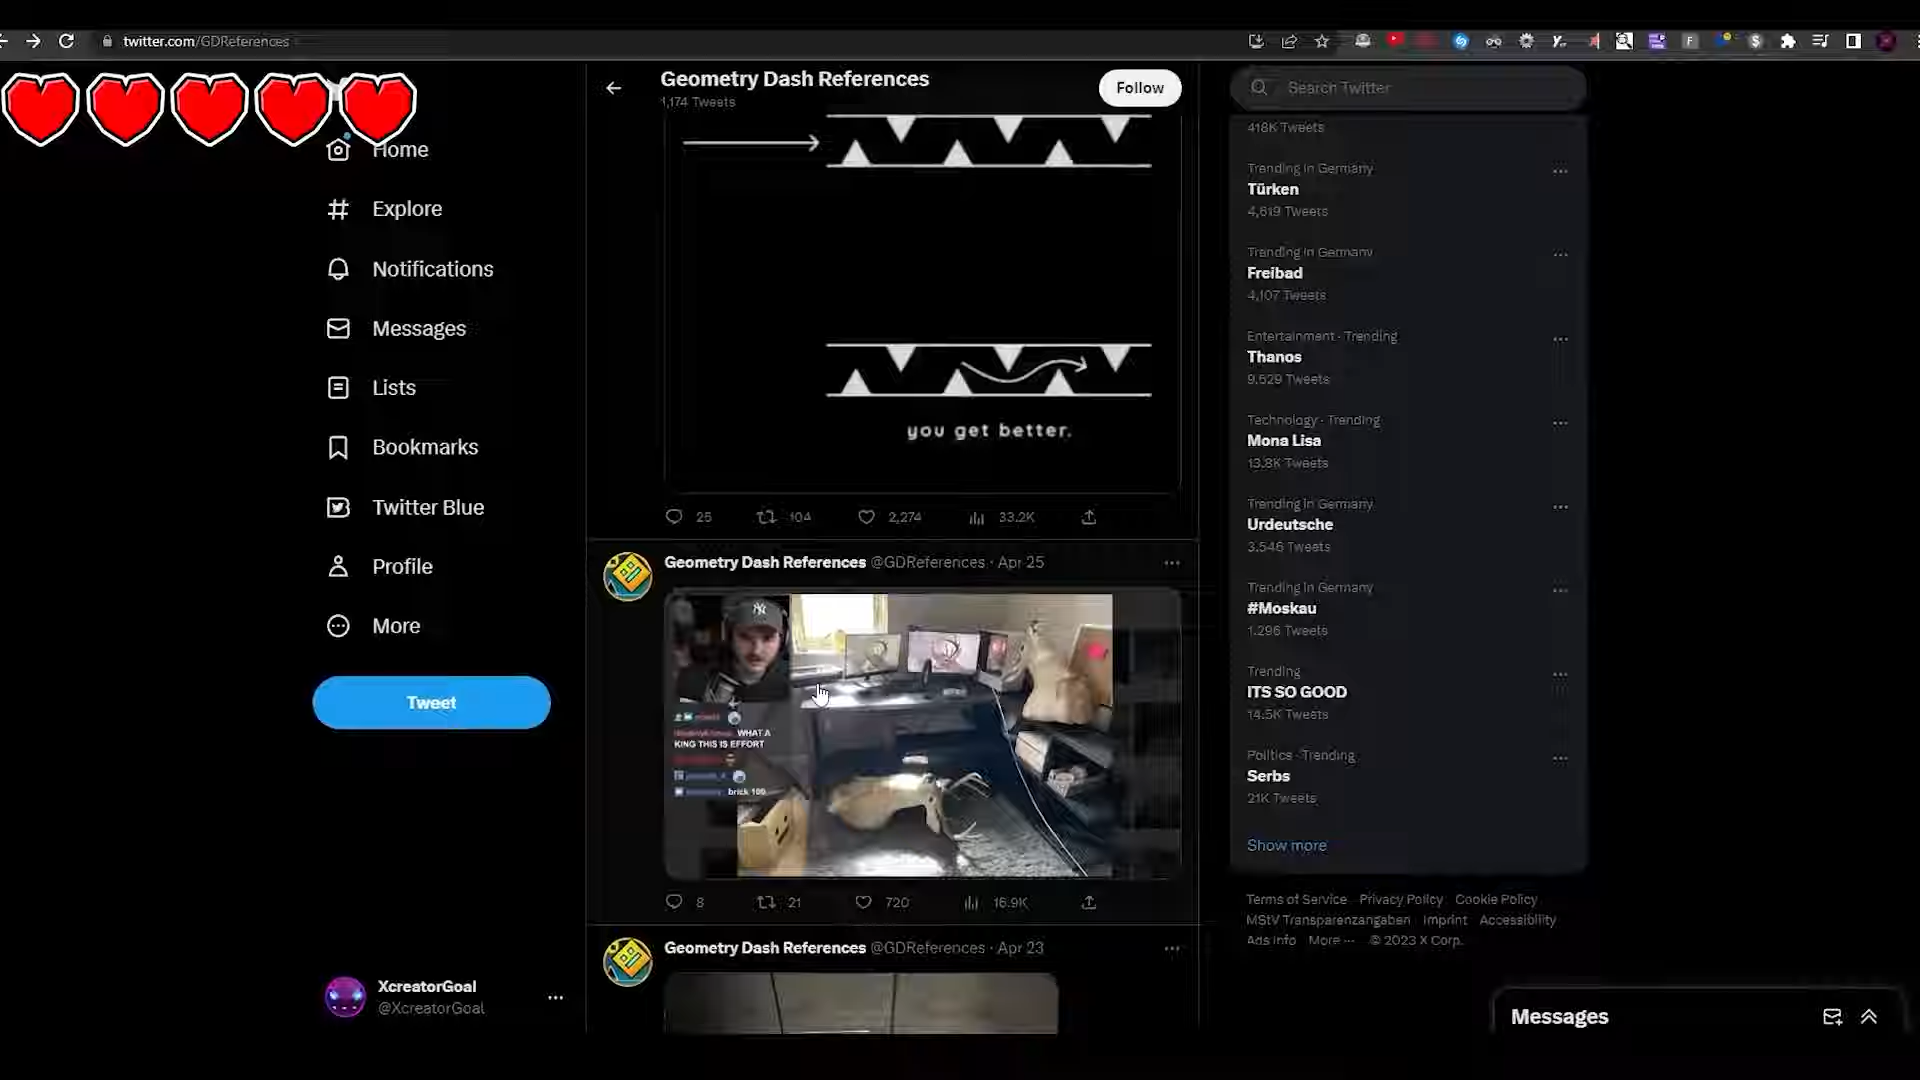 twitter.com/GDReferences
Geometry Dash References
1,174 Tweets
Follow
Search Twitter
Home
Explore
Notifications
Messages
Lists
Bookmarks
Twitter Blue
Profile
More
Tweet
XcreatorGoal
@XcreatorGoal
you get better.
25
104
2,274
33.2K
Geometry Dash References @GDReferences · Apr 25
WHAT A
KING THIS IS EFFORT
brick 100
8
21
720
16.9K
Geometry Dash References @GDReferences · Apr 23
418K Tweets
Trending in Germany
Türken
4,619 Tweets
Trending in Germany
Freibad
4,107 Tweets
Entertainment · Trending
Thanos
9.529 Tweets
Technology · Trending
Mona Lisa
13.8K Tweets
Trending in Germany
Urdeutsche
3.546 Tweets
Trending in Germany
#Moskau
1.296 Tweets
Trending
ITS SO GOOD
14.5K Tweets
Politics · Trending
Serbs
21K Tweets
Show more
Terms of Service Privacy Policy Cookie Policy
MStV Transparenzangaben Imprint Accessibility
Ads info More ··· © 2023 X Corp.
Messages